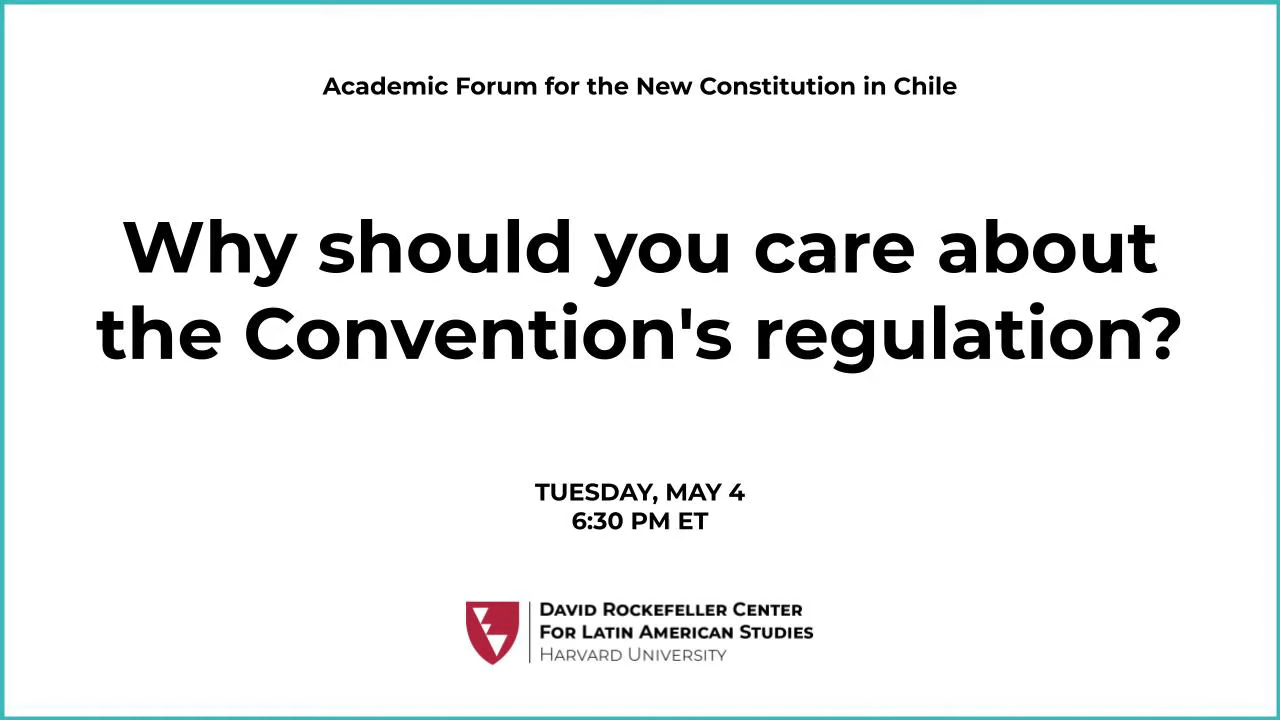 Academic Forum for the New Constitution in Chile
Why should you care about
the Convention's regulation?
TUESDAY, MAY 4
6:30 PM ET
DAVID ROCKEFELLER CENTER
FOR LATIN AMERICAN STUDIES
HARVARD UNIVERSITY